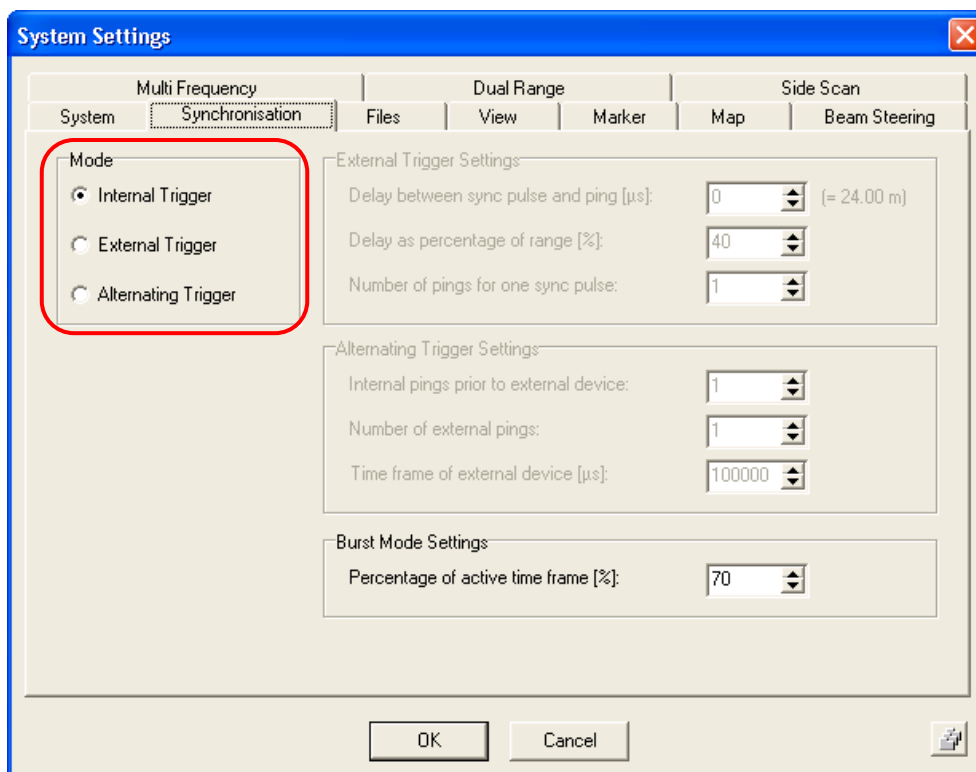 System Settings
Multi Frequency
Dual Range
Side Scan
System
Synchronisation
Files
View
Marker
Map
Beam Steering
Mode
Internal Trigger
External Trigger
Alternating Trigger
External Trigger Settings
Delay between sync pulse and ping [µs]:
0
(= 24.00 m)
Delay as percentage of range [%]:
40
Number of pings for one sync pulse:
1
Alternating Trigger Settings
Internal pings prior to external device:
1
Number of external pings:
1
Time frame of external device [µs]:
100000
Burst Mode Settings
Percentage of active time frame [%]:
70
OK
Cancel